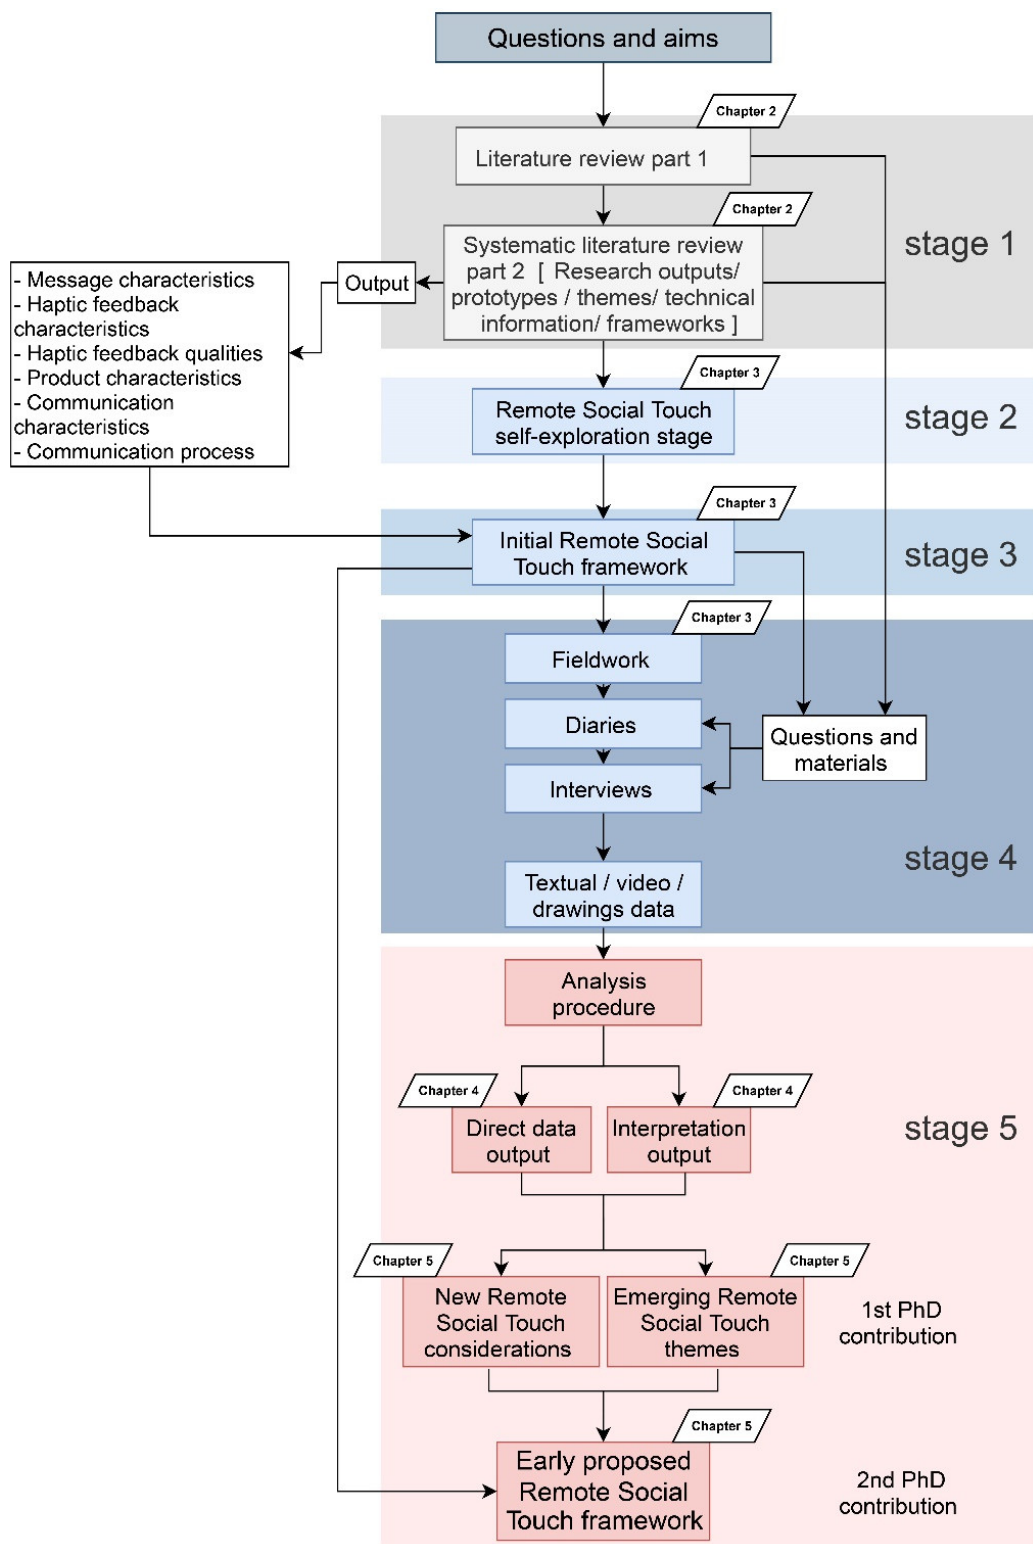 Questions and aims
Chapter 2
Literature review part 1
Chapter 2
Systematic literature review
part 2 [ Research outputs/
prototypes / themes/ technical
information/ frameworks ]
stage 1
Output
- Message characteristics
- Haptic feedback
characteristics
- Haptic feedback qualities
- Product characteristics
- Communication
characteristics
- Communication process
Chapter 3
Remote Social Touch
self-exploration stage
stage 2
Chapter 3
Initial Remote Social
Touch framework
stage 3
Chapter 3
Fieldwork
Diaries
Interviews
Questions and
materials
Textual / video /
drawings data
stage 4
Analysis
procedure
Chapter 4
Direct data
output
Chapter 4
Interpretation
output
stage 5
Chapter 5
New Remote
Social Touch
considerations
Chapter 5
Emerging Remote
Social Touch
themes
1st PhD
contribution
Chapter 5
Early proposed
Remote Social
Touch framework
2nd PhD
contribution